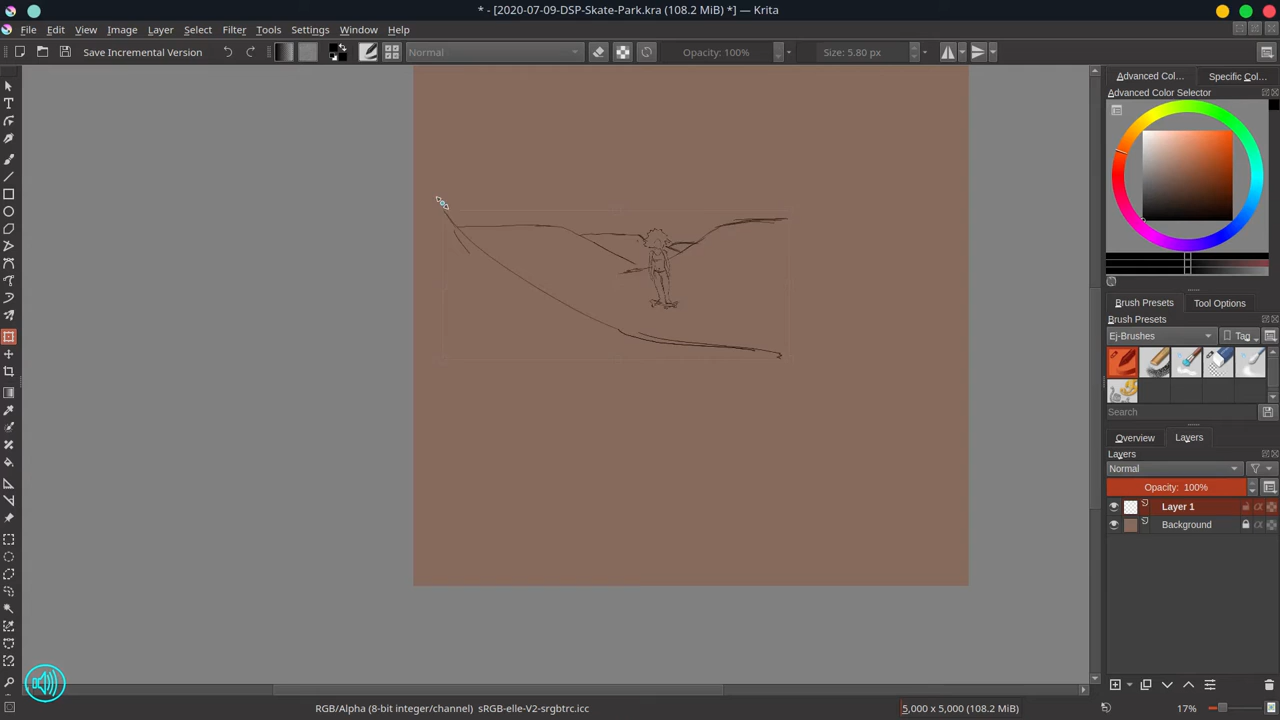 * - [2020-07-09-DSP-Skate-Park.kra (108.2 MiB) *] — Krita
File Edit View Image Layer Select Filter Tools Settings Window Help
Save Incremental Version Normal Opacity: 100% Size: 5.80 px
Advanced Col... Specific Col...
Advanced Color Selector
Brush Presets Tool Options
Brush Presets
Ej-Brushes Tag
Search
Overview Layers
Layers
Normal
Opacity: 100%
Layer 1
Background
RGB/Alpha (8-bit integer/channel) sRGB-elle-V2-srgbtrc.icc 5,000 x 5,000 (108.2 MiB) 17%